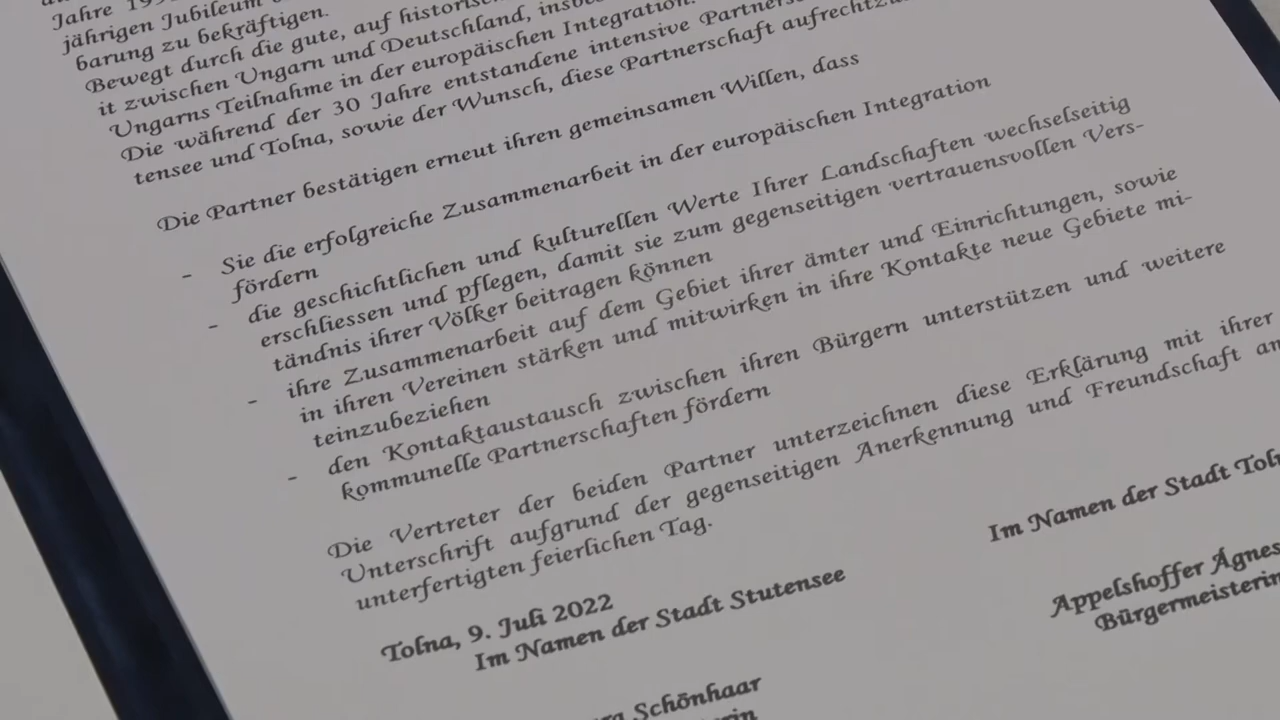 Jahre
jährigen Jubileum
barung zu bekräftigen.
Bewegt durch die gute, auf
it zwischen Ungarn und Deutschland,
Ungarns Teilnahme in der europäischen Integration.
Die während der 30 Jahre entstandene intensive
tensee und Tolna, sowie der Wunsch, diese Partnerschaft
Die Partner bestätigen erneut ihren gemeinsamen Willen, dass
- Sie die erfolgreiche Zusammenarbeit in der europäischen Integration
fördern
- die geschichtlichen und kulturellen Werte Ihrer Landschaften wechselseitig
erschliessen und pflegen, damit sie zum gegenseitigen vertrauensvollen Vers-
tändnis ihrer Völker beitragen können
- ihre Zusammenarbeit auf dem Gebiet ihrer ämter und Einrichtungen, sowie
in ihren Vereinen stärken und mitwirken in ihre Kontakte neue Gebiete mi-
teinzubeziehen
- den Kontaktaustausch zwischen ihren Bürgern unterstützen und weitere
kommunelle Partnerschaften fördern
Die Vertreter der beiden Partner unterzeichnen diese Erklärung mit ihrer
Unterschrift aufgrund der gegenseitigen Anerkennung und Freundschaft am
unterfertigten feierlichen Tag.
Tolna, 9. Juli 2022
Im Namen der Stadt Stutensee
Im Namen der Stadt
Appelshoffer Ágnes
Bürgermeisterin
Schönhaar